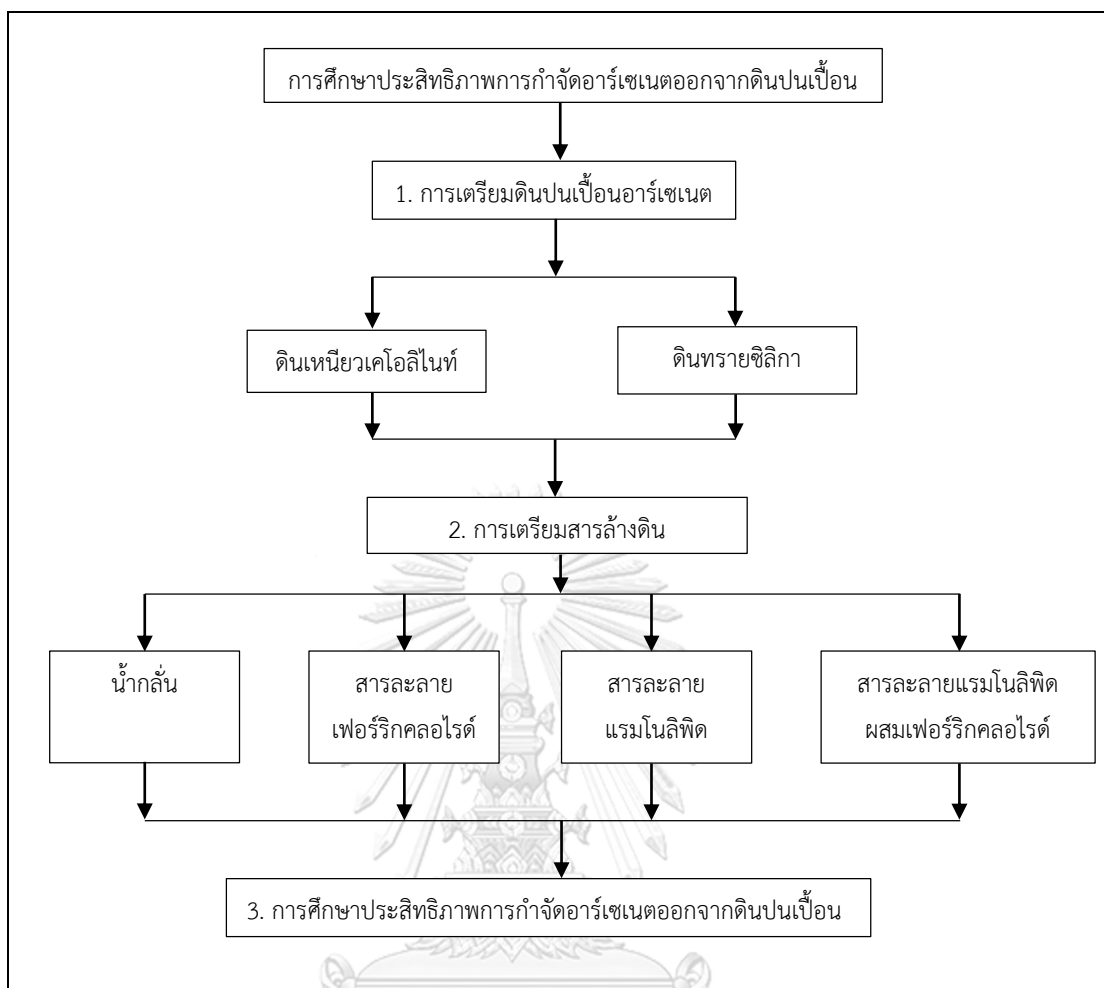 การศึกษาประสิทธิภาพการกำจัดอาร์เซเนตออกจากดินปนเปื้อน
1. การเตรียมดินปนเปื้อนอาร์เซเนต
ดินเหนียวเคโอลิไนท์
ดินทรายซิลิกา
2. การเตรียมสารล้างดิน
น้ำกลั่น
สารละลาย
เฟอร์ริกคลอไรด์
สารละลาย
แรมโนลิพิด
สารละลายแรมโนลิพิด
ผสมเฟอร์ริกคลอไรด์
3. การศึกษาประสิทธิภาพการกำจัดอาร์เซเนตออกจากดินปนเปื้อน